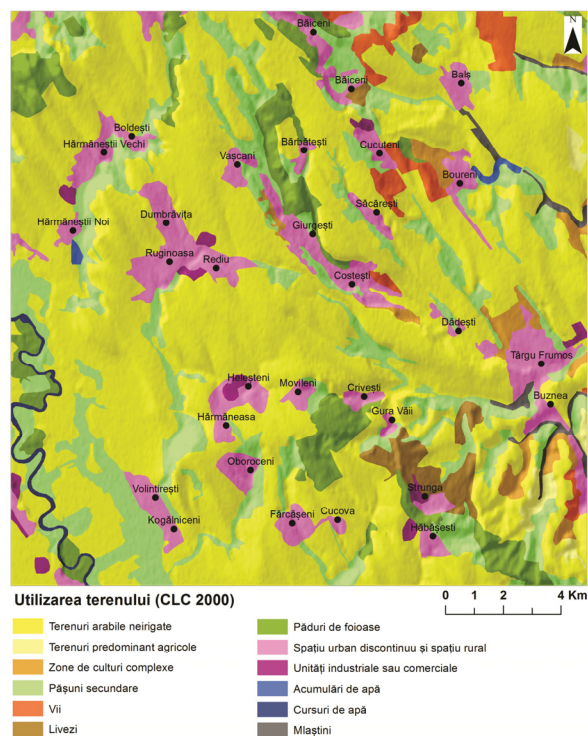 Băiceni
N
Băiceni
Balș
Boldești
Hărmăneștii Vechi
Bărbătești
Cucuteni
Vașcani
Boureni
Săcărești
Dumbrăvița
Hărmăneștii Noi
Giurgești
Ruginoasa
Rediu
Costești
Dădești
Târgu Frumos
Heleșteni
Movileni
Crivești
Buznea
Hărmăneasa
Gura Văii
Oboroceni
Volintirești
Strunga
Fărcășeni
Cucova
Kogălniceni
Hăbășești
Utilizarea terenului (CLC 2000)
0 1 2 4 Km
Terenuri arabile neirigate
Terenuri predominant agricole
Zone de culturi complexe
Pășuni secundare
Vii
Livezi
Păduri de foioase
Spațiu urban discontinuu și spațiu rural
Unități industriale sau comerciale
Acumulări de apă
Cursuri de apă
Mlaștini